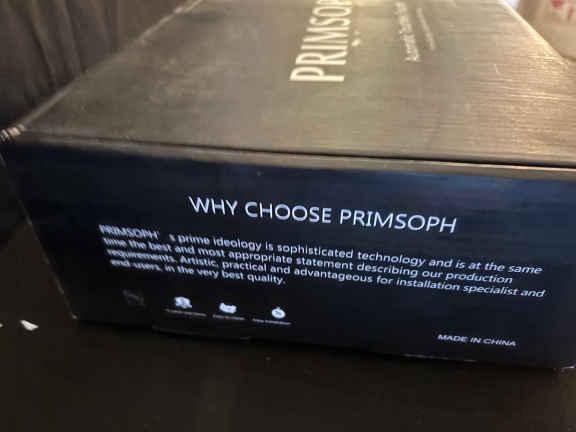 PRIMSOP
WHY CHOOSE PRIMSOPH
PRIMSOPH' s prime ideology is sophisticated technology and is at the same
time the best and most appropriate statement describing our production
requirements. Artistic, practical and advantageous for installation specialist and
end-users, in the very best quality.
MADE IN CHINA